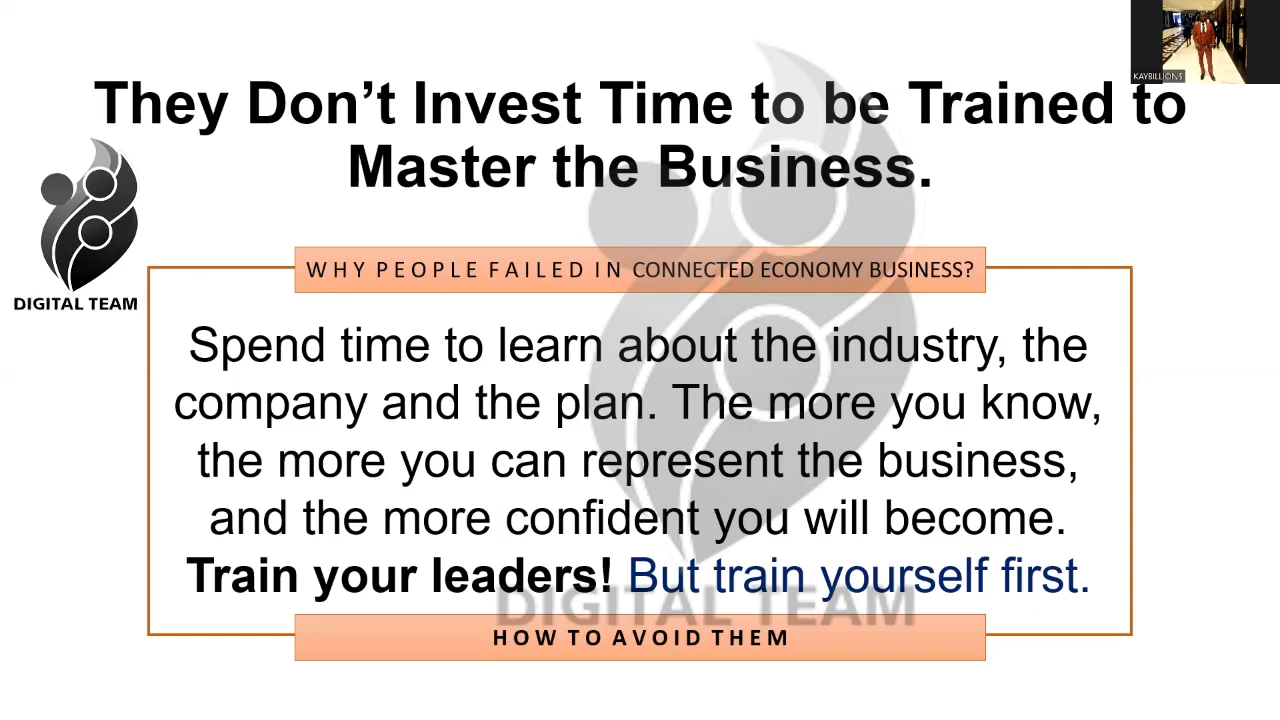 They Don’t Invest Time to be Trained to
Master the Business.
KAYBILLIONS
DIGITAL TEAM
WHY PEOPLE FAILED IN CONNECTED ECONOMY BUSINESS?
Spend time to learn about the industry, the
company and the plan. The more you know,
the more you can represent the business,
and the more confident you will become.
Train your leaders! But train yourself first.
DIGITAL TEAM
HOW TO AVOID THEM